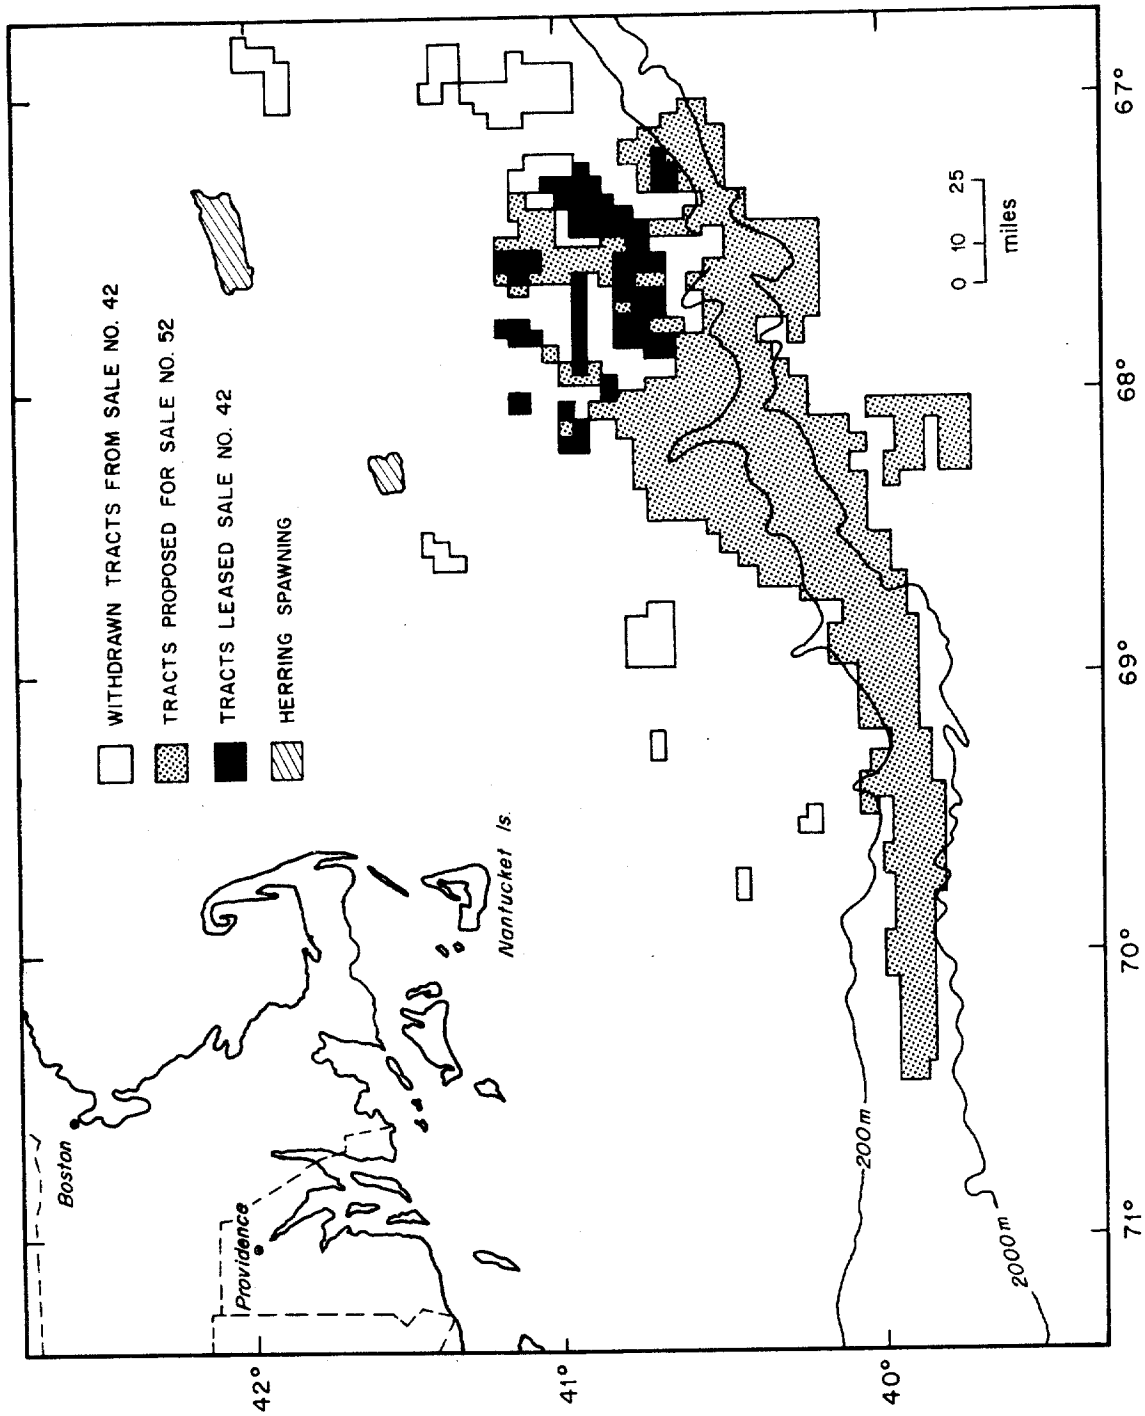 WITHDRAWN TRACTS FROM SALE NO. 42
TRACTS PROPOSED FOR SALE NO. 52
TRACTS LEASED SALE NO. 42
HERRING SPAWNING
Boston
Providence
Nantucket Is.
42°
41°
40°
200m
2000m
0 10 25
miles
71°
70°
69°
68°
67°